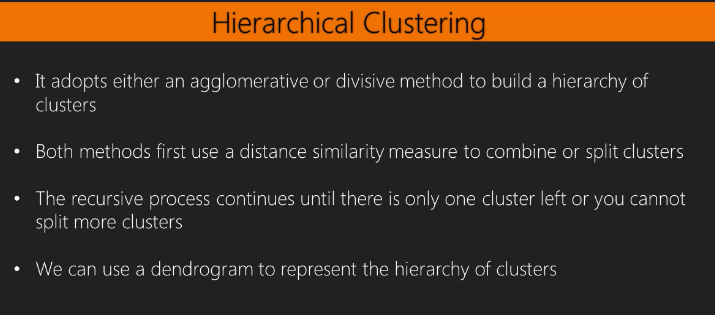 Hierarchical Clustering
• It adopts either an agglomerative or divisive method to build a hierarchy of
clusters
• Both methods first use a distance similarity measure to combine or split clusters
• The recursive process continues until there is only one cluster left or you cannot
split more clusters
• We can use a dendrogram to represent the hierarchy of clusters